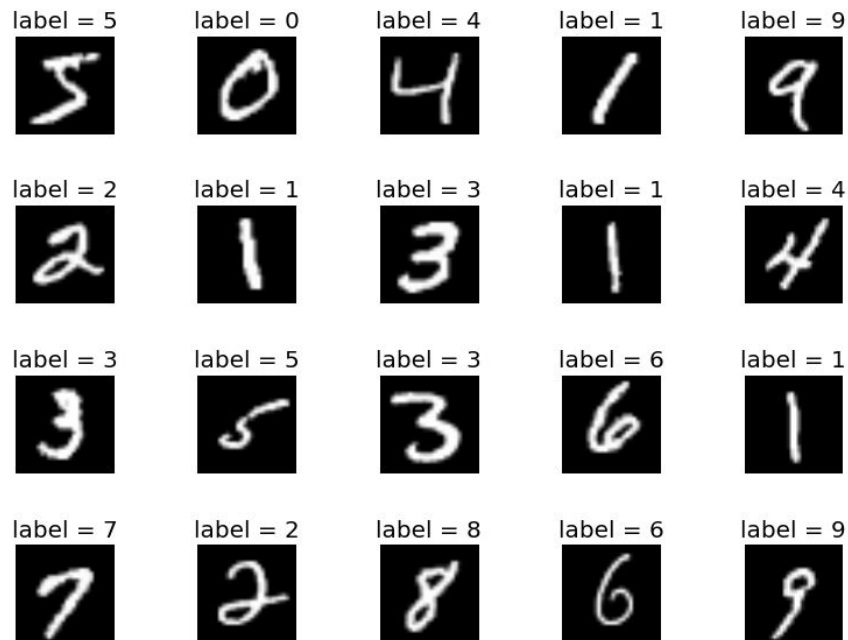 label = 5 label = 0 label = 4 label = 1 label = 9
5 0 4 1 9
label = 2 label = 1 label = 3 label = 1 label = 4
2 1 3 1 4
label = 3 label = 5 label = 3 label = 6 label = 1
3 5 3 6 1
label = 7 label = 2 label = 8 label = 6 label = 9
7 2 8 6 9